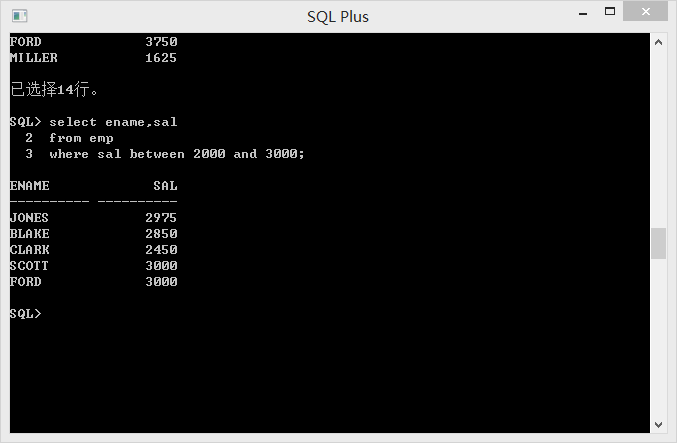 SQL Plus
FORD 3750
MILLER 1625
已选择14行。
SQL> select ename,sal
2 from emp
3 where sal between 2000 and 3000;
ENAME SAL
---------- ----------
JONES 2975
BLAKE 2850
CLARK 2450
SCOTT 3000
FORD 3000
SQL>